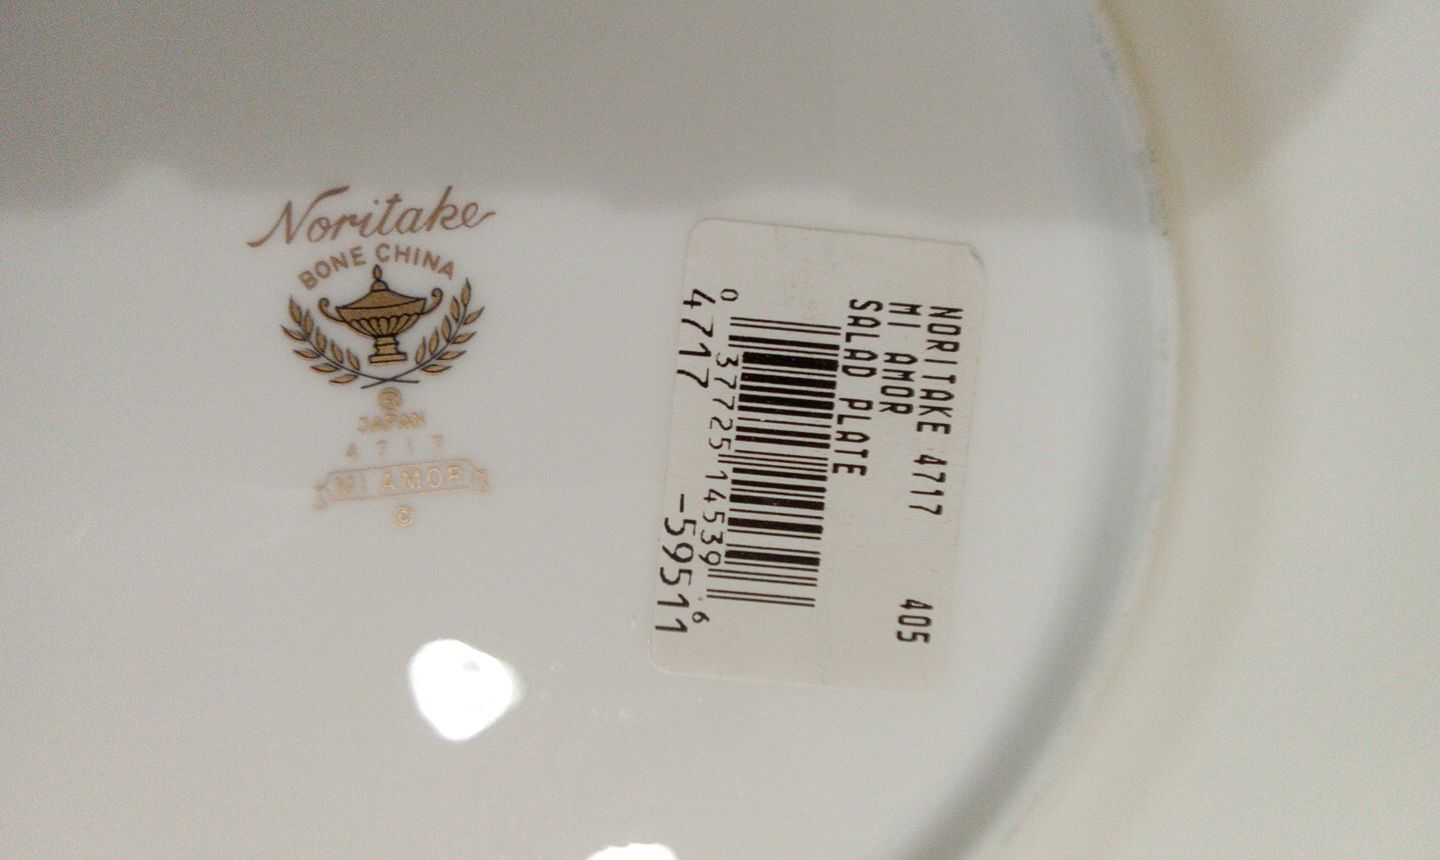 Noritake
BONE CHINA
®
JAPAN
4717
MI AMOR
©
NORITAKE 4717 405
MI AMOR
SALAD PLATE
0 37725 14539 6
4717 -59511